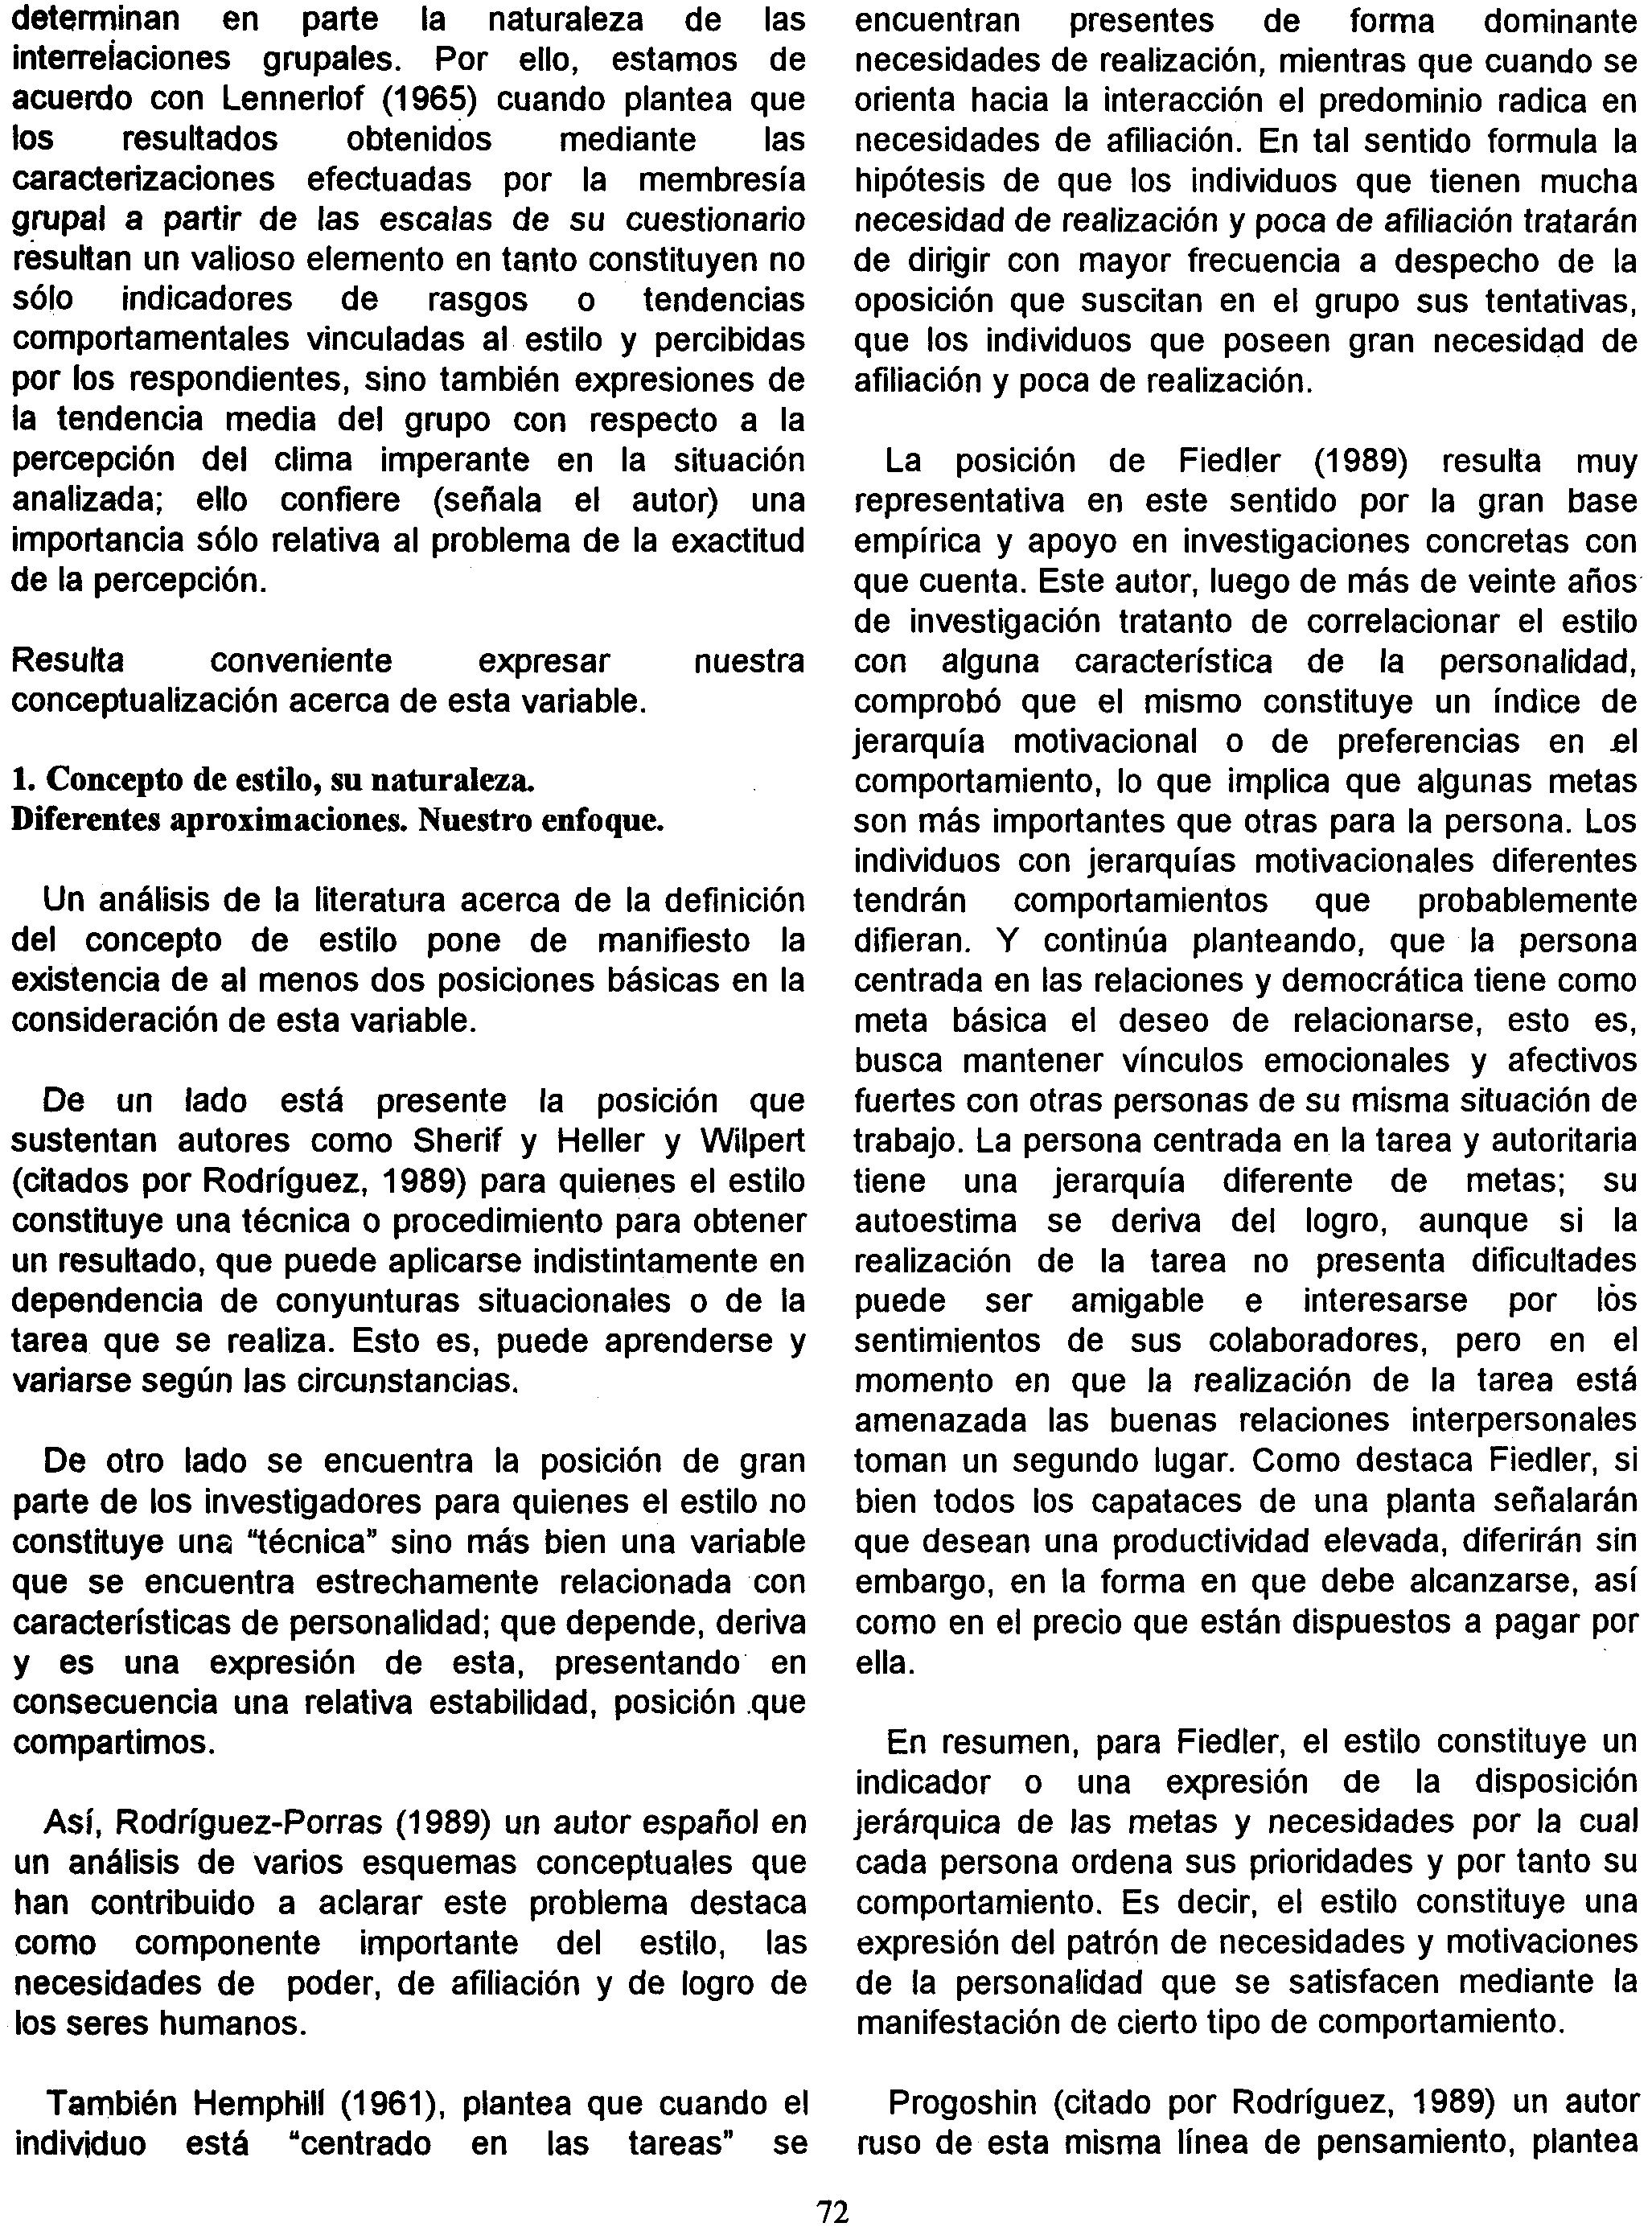 determinan en parte la naturaleza de las
interrelaciones grupales. Por ello, estamos de
acuerdo con Lennerlof (1965) cuando plantea que
los resultados obtenidos mediante las
caracterizaciones efectuadas por la membresía
grupal a partir de las escalas de su cuestionario
resultan un valioso elemento en tanto constituyen no
sólo indicadores de rasgos o tendencias
comportamentales vinculadas al estilo y percibidas
por los respondientes, sino también expresiones de
la tendencia media del grupo con respecto a la
percepción del clima imperante en la situación
analizada; ello confiere (señala el autor) una
importancia sólo relativa al problema de la exactitud
de la percepción.
Resulta conveniente expresar nuestra
conceptualización acerca de esta variable.
1. Concepto de estilo, su naturaleza.
Diferentes aproximaciones. Nuestro enfoque.
Un análisis de la literatura acerca de la definición
del concepto de estilo pone de manifiesto la
existencia de al menos dos posiciones básicas en la
consideración de esta variable.
De un lado está presente la posición que
sustentan autores como Sherif y Heller y Wilpert
(citados por Rodríguez, 1989) para quienes el estilo
constituye una técnica o procedimiento para obtener
un resultado, que puede aplicarse indistintamente en
dependencia de conyunturas situacionales o de la
tarea que se realiza. Esto es, puede aprenderse y
variarse según las circunstancias.
De otro lado se encuentra la posición de gran
parte de los investigadores para quienes el estilo no
constituye una “técnica” sino más bien una variable
que se encuentra estrechamente relacionada con
características de personalidad; que depende, deriva
y es una expresión de esta, presentando en
consecuencia una relativa estabilidad, posición que
compartimos.
Así, Rodríguez-Porras (1989) un autor español en
un análisis de varios esquemas conceptuales que
han contribuido a aclarar este problema destaca
como componente importante del estilo, las
necesidades de poder, de afiliación y de logro de
los seres humanos.
También Hemphill (1961), plantea que cuando el
individuo está “centrado en las tareas” se
encuentran presentes de forma dominante
necesidades de realización, mientras que cuando se
orienta hacia la interacción el predominio radica en
necesidades de afiliación. En tal sentido formula la
hipótesis de que los individuos que tienen mucha
necesidad de realización y poca de afiliación tratarán
de dirigir con mayor frecuencia a despecho de la
oposición que suscitan en el grupo sus tentativas,
que los individuos que poseen gran necesidad de
afiliación y poca de realización.
La posición de Fiedler (1989) resulta muy
representativa en este sentido por la gran base
empírica y apoyo en investigaciones concretas con
que cuenta. Este autor, luego de más de veinte años
de investigación tratanto de correlacionar el estilo
con alguna característica de la personalidad,
comprobó que el mismo constituye un índice de
jerarquía motivacional o de preferencias en el
comportamiento, lo que implica que algunas metas
son más importantes que otras para la persona. Los
individuos con jerarquías motivacionales diferentes
tendrán comportamientos que probablemente
difieran. Y continúa planteando, que la persona
centrada en las relaciones y democrática tiene como
meta básica el deseo de relacionarse, esto es,
busca mantener vínculos emocionales y afectivos
fuertes con otras personas de su misma situación de
trabajo. La persona centrada en la tarea y autoritaria
tiene una jerarquía diferente de metas; su
autoestima se deriva del logro, aunque si la
realización de la tarea no presenta dificultades
puede ser amigable e interesarse por los
sentimientos de sus colaboradores, pero en el
momento en que la realización de la tarea está
amenazada las buenas relaciones interpersonales
toman un segundo lugar. Como destaca Fiedler, si
bien todos los capataces de una planta señalarán
que desean una productividad elevada, diferirán sin
embargo, en la forma en que debe alcanzarse, así
como en el precio que están dispuestos a pagar por
ella.
En resumen, para Fiedler, el estilo constituye un
indicador o una expresión de la disposición
jerárquica de las metas y necesidades por la cual
cada persona ordena sus prioridades y por tanto su
comportamiento. Es decir, el estilo constituye una
expresión del patrón de necesidades y motivaciones
de la personalidad que se satisfacen mediante la
manifestación de cierto tipo de comportamiento.
Progoshin (citado por Rodríguez, 1989) un autor
ruso de esta misma línea de pensamiento, plantea
72